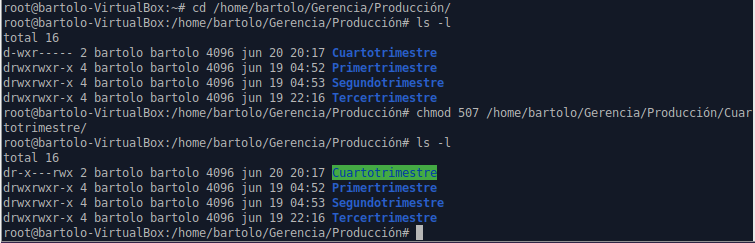 root@bartolo-VirtualBox:~# cd /home/bartolo/Gerencia/Producción/
root@bartolo-VirtualBox:/home/bartolo/Gerencia/Producción# ls -l
total 16
d-wxr----- 2 bartolo bartolo 4096 jun 20 20:17 Cuartotrimestre
drwxrwxr-x 4 bartolo bartolo 4096 jun 19 04:52 Primertrimestre
drwxrwxr-x 4 bartolo bartolo 4096 jun 19 04:53 Segundotrimestre
drwxrwxr-x 4 bartolo bartolo 4096 jun 19 22:16 Tercertrimestre
root@bartolo-VirtualBox:/home/bartolo/Gerencia/Producción# chmod 507 /home/bartolo/Gerencia/Producción/Cuar
totrimestre/
root@bartolo-VirtualBox:/home/bartolo/Gerencia/Producción# ls -l
total 16
dr-x---rwx 2 bartolo bartolo 4096 jun 20 20:17 Cuartotrimestre
drwxrwxr-x 4 bartolo bartolo 4096 jun 19 04:52 Primertrimestre
drwxrwxr-x 4 bartolo bartolo 4096 jun 19 04:53 Segundotrimestre
drwxrwxr-x 4 bartolo bartolo 4096 jun 19 22:16 Tercertrimestre
root@bartolo-VirtualBox:/home/bartolo/Gerencia/Producción#